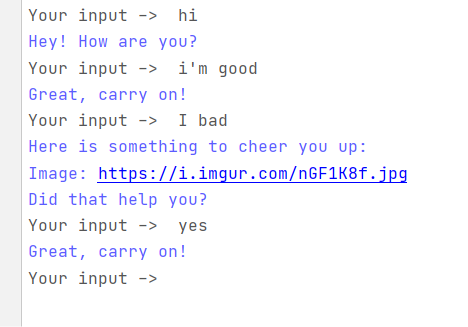 Your input ->  hi
Hey! How are you?
Your input ->  i'm good
Great, carry on!
Your input ->  I bad
Here is something to cheer you up:
Image: https://i.imgur.com/nGF1K8f.jpg
Did that help you?
Your input ->  yes
Great, carry on!
Your input ->